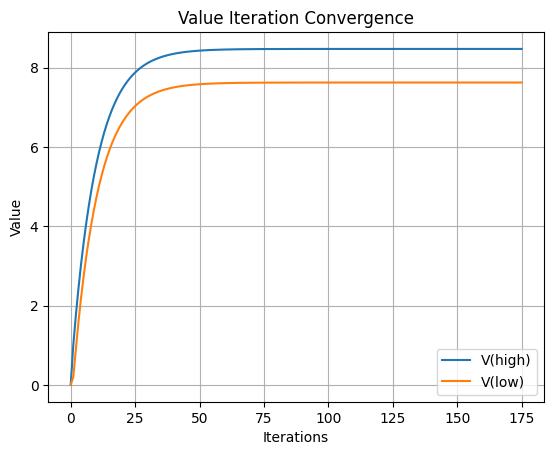 Value Iteration Convergence
Value
8
6
4
2
0
0 25 50 75 100 125 150 175
Iterations
V(high)
V(low)